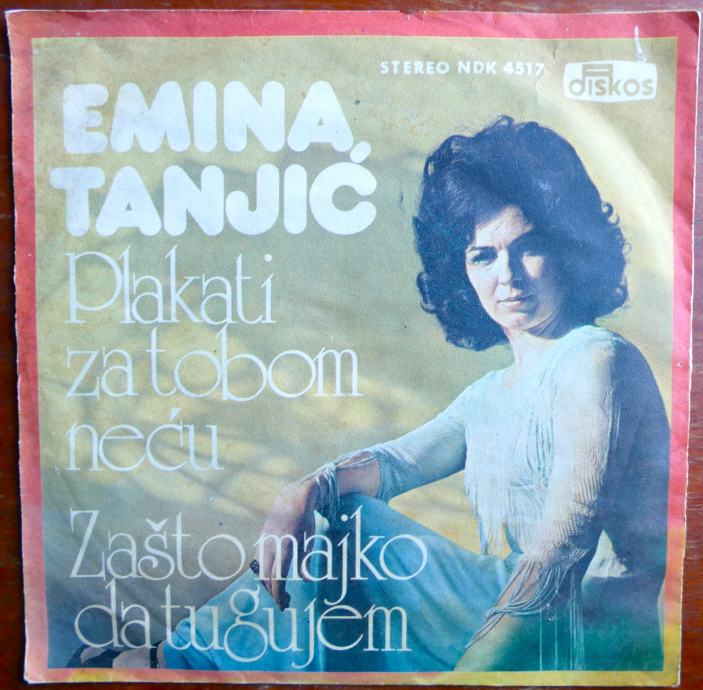 STEREO NDK 4517
diskos
EMINA
TANJIĆ
Plakati
za tobom
neću
Zašto majko
da tugujem